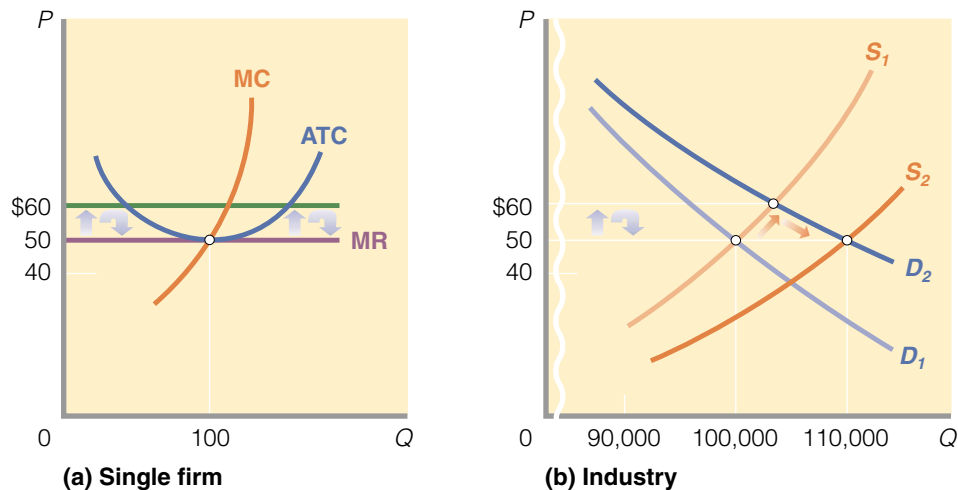 P
MC
ATC
$60
50
MR
40
0
100
Q
(a) Single firm
P
S1
S2
$60
50
40
D2
D1
0
90,000
100,000
110,000
Q
(b) Industry